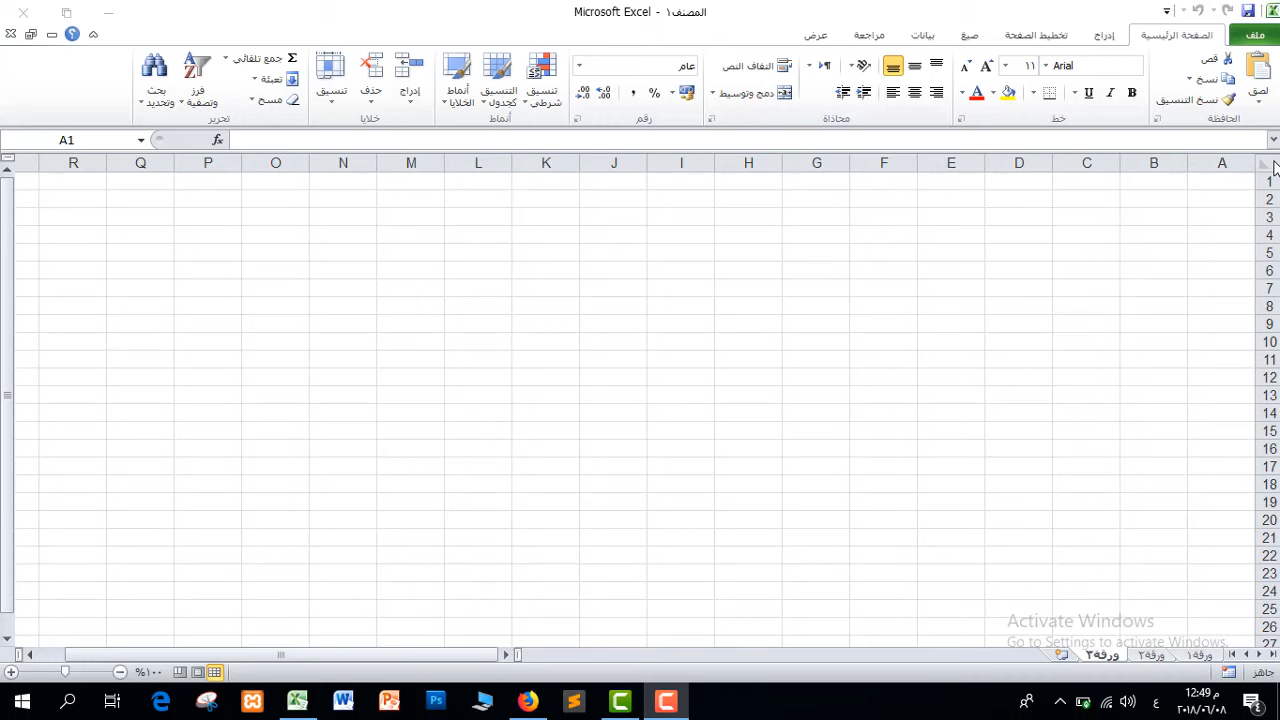 المصنف١ - Microsoft Excel
ملف الصفحة الرئيسية إدراج تخطيط الصفحة صيغ بيانات مراجعة عرض
لصق
قص
نسخ
نسخ التنسيق
الحافظة
Arial ١١
B I U A
خط
التفاف النص
دمج وتوسيط
محاذاة
عام
%
رقم
تنسيق شرطي
التنسيق كجدول
أنماط الخلايا
أنماط
إدراج
حذف
تنسيق
خلايا
جمع تلقائي
تعبئة
مسح
فرز وتصفية
بحث وتحديد
تحرير
A1 fx
R Q P O N M L K J I H G F E D C B A
1
2
3
4
5
6
7
8
9
10
11
12
13
14
15
16
17
18
19
20
21
22
23
24
25
26
27
Activate Windows
Go to Settings to activate Windows.
ورقة١ ورقة٢ ورقة٣
جاهز
١٠٠%
ع
12:49 م
٢٠١٨/٠٦/٠٨